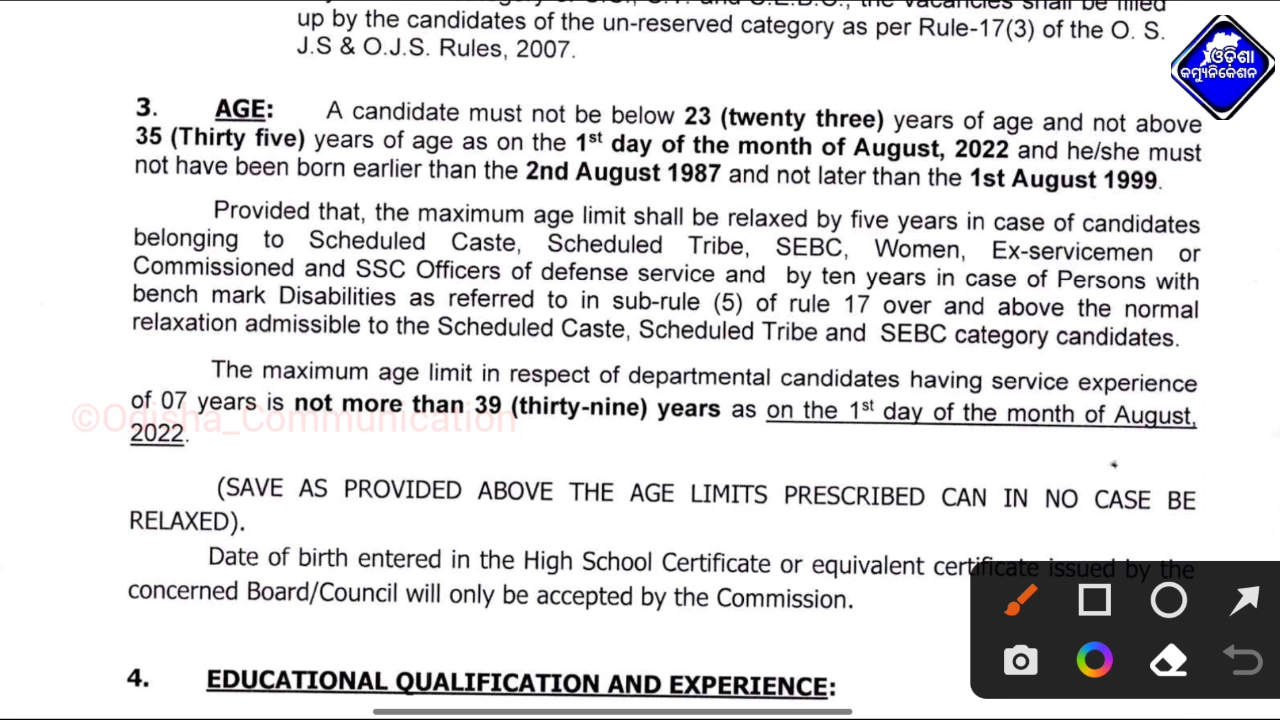 the vacancies shall be filled
up by the candidates of the un-reserved category as per Rule-17(3) of the O. S.
J.S & O.J.S. Rules, 2007.
ଓଡ଼ିଶା
କମ୍ୟୁନିକେଶନ
3. AGE: A candidate must not be below 23 (twenty three) years of age and not above
35 (Thirty five) years of age as on the 1st day of the month of August, 2022 and he/she must
not have been born earlier than the 2nd August 1987 and not later than the 1st August 1999.
Provided that, the maximum age limit shall be relaxed by five years in case of candidates
belonging to Scheduled Caste, Scheduled Tribe, SEBC, Women, Ex-servicemen or
Commissioned and SSC Officers of defense service and by ten years in case of Persons with
bench mark Disabilities as referred to in sub-rule (5) of rule 17 over and above the normal
relaxation admissible to the Scheduled Caste, Scheduled Tribe and SEBC category candidates.
The maximum age limit in respect of departmental candidates having service experience
of 07 years is not more than 39 (thirty-nine) years as on the 1st day of the month of August,
©Odisha_Communication
2022.
(SAVE AS PROVIDED ABOVE THE AGE LIMITS PRESCRIBED CAN IN NO CASE BE
RELAXED).
Date of birth entered in the High School Certificate or equivalent certificate issued by the
concerned Board/Council will only be accepted by the Commission.
4. EDUCATIONAL QUALIFICATION AND EXPERIENCE: